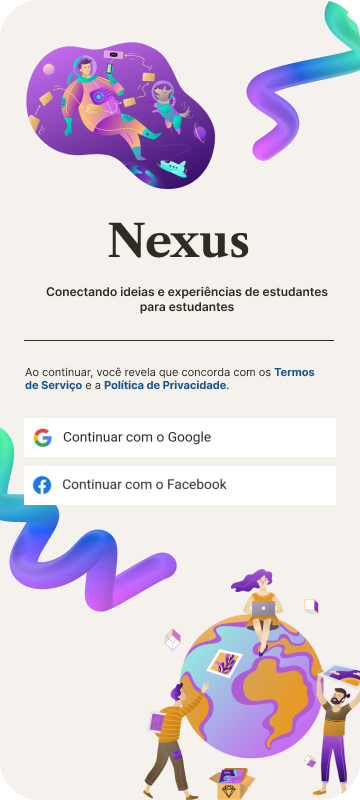 Nexus
Conectando ideias e experiências de estudantes
para estudantes
Ao continuar, você revela que concorda com os Termos
de Serviço e a Política de Privacidade.
Continuar com o Google
Continuar com o Facebook